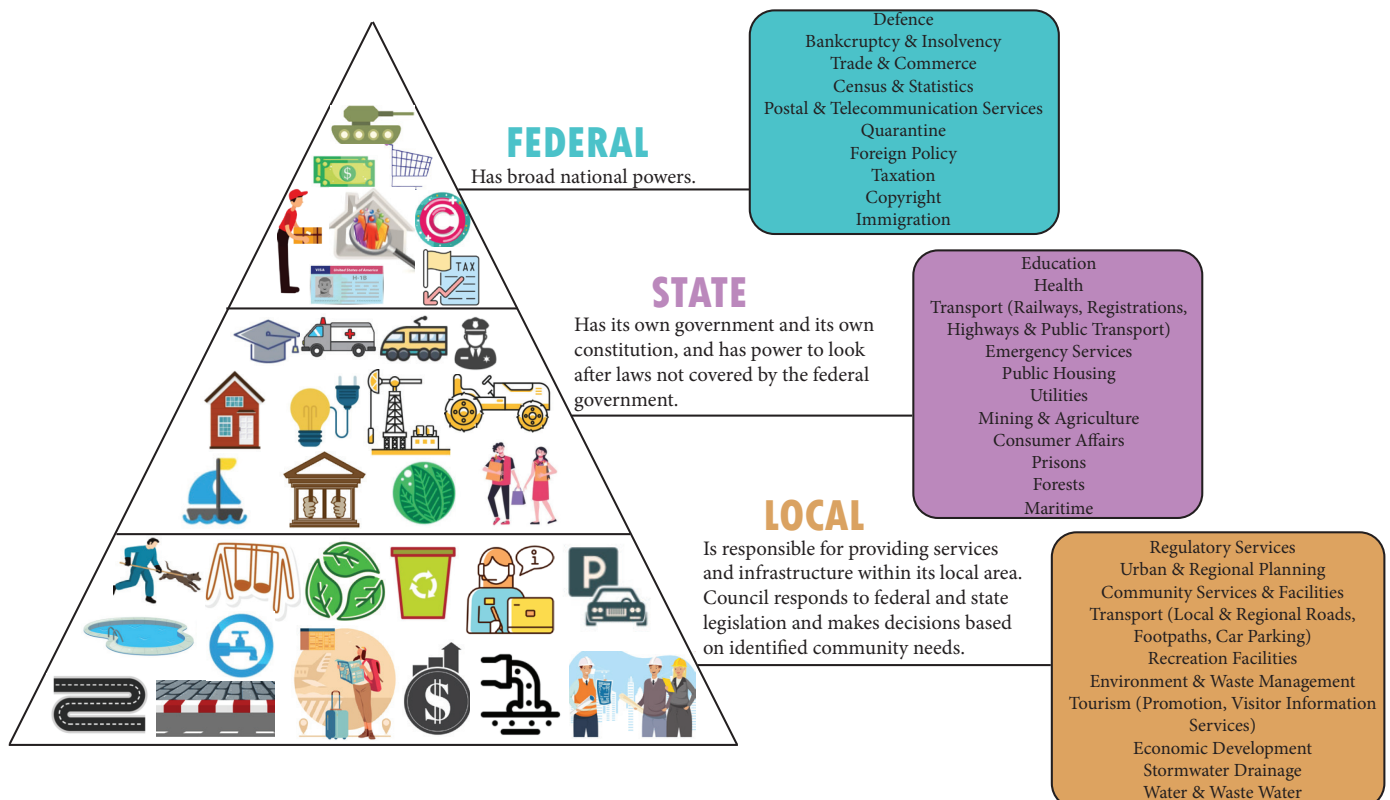 FEDERAL
Has broad national powers.
Defence
Bankcruptcy & Insolvency
Trade & Commerce
Census & Statistics
Postal & Telecommunication Services
Quarantine
Foreign Policy
Taxation
Copyright
Immigration
$
C
VISA
United States of America
H-1B
TAX
STATE
Has its own government and its own
constitution, and has power to look
after laws not covered by the federal
government.
Education
Health
Transport (Railways, Registrations,
Highways & Public Transport)
Emergency Services
Public Housing
Utilities
Mining & Agriculture
Consumer Affairs
Prisons
Forests
Maritime
LOCAL
Is responsible for providing services
and infrastructure within its local area.
Council responds to federal and state
legislation and makes decisions based
on identified community needs.
Regulatory Services
Urban & Regional Planning
Community Services & Facilities
Transport (Local & Regional Roads,
Footpaths, Car Parking)
Recreation Facilities
Environment & Waste Management
Tourism (Promotion, Visitor Information
Services)
Economic Development
Stormwater Drainage
Water & Waste Water
i
P
$